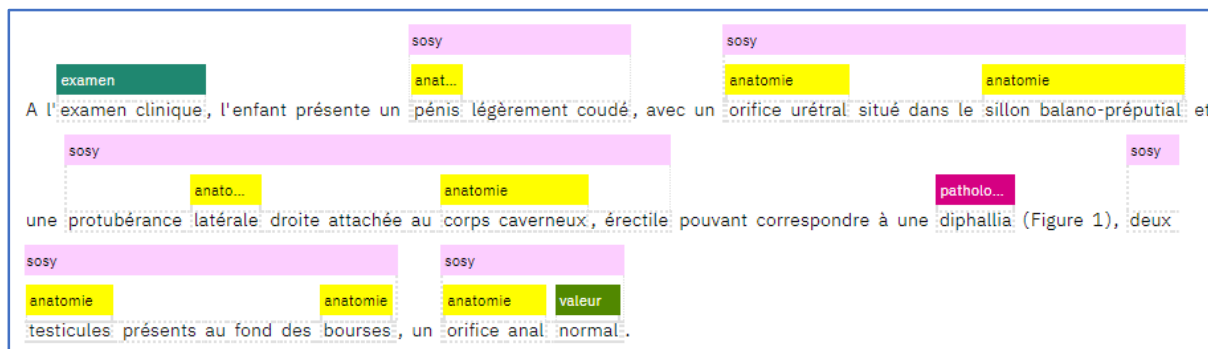 sosy sosy
examen anat... anatomie anatomie
A l'examen clinique, l'enfant présente un pénis légèrement coudé, avec un orifice urétral situé dans le sillon balano-préputial et
sosy sosy
anato... anatomie patholo...
une protubérance latérale droite attachée au corps caverneux, érectile pouvant correspondre à une diphallia (Figure 1), deux
sosy sosy
anatomie anatomie anatomie valeur
testicules présents au fond des bourses, un orifice anal normal.